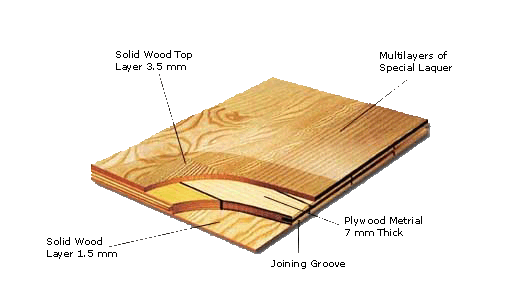 Solid Wood Top
Layer 3.5 mm
Multilayers of
Special Laquer
Plywood Metrial
7 mm Thick
Solid Wood
Layer 1.5 mm
Joining Groove